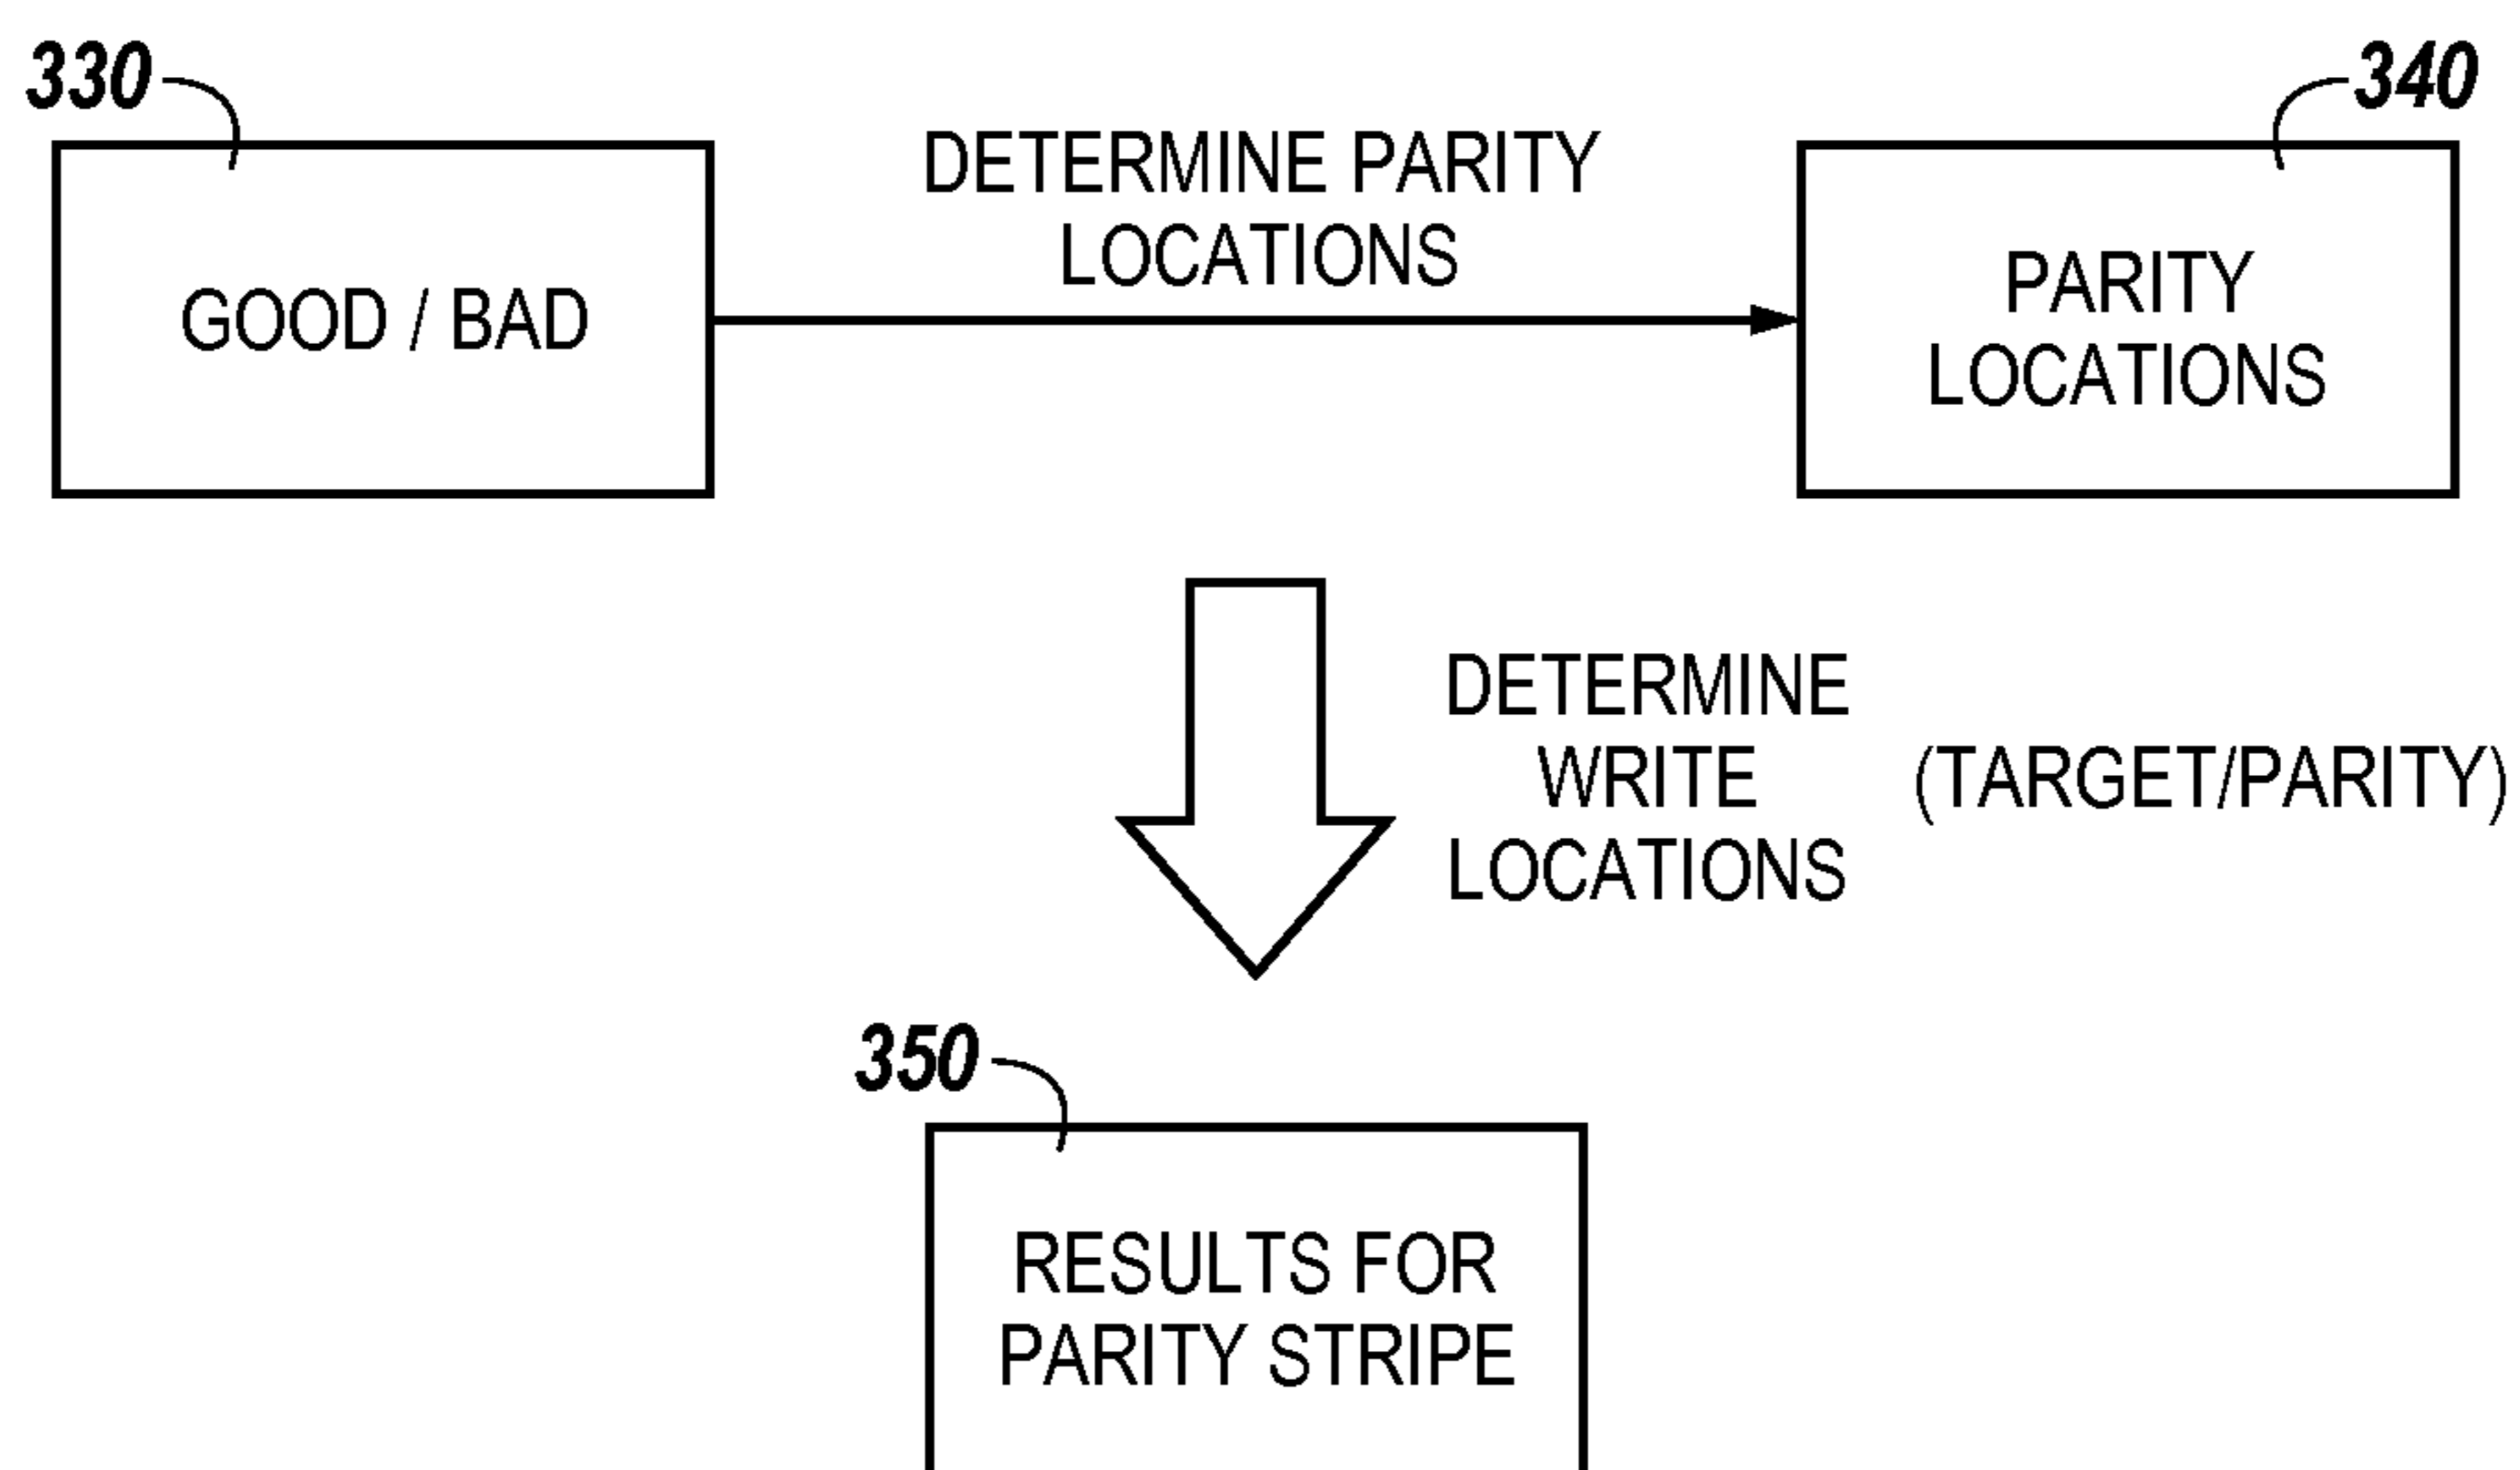 330
340
DETERMINE PARITY
LOCATIONS
GOOD / BAD
PARITY
LOCATIONS
DETERMINE
WRITE (TARGET/PARITY)
LOCATIONS
350
RESULTS FOR
PARITY STRIPE